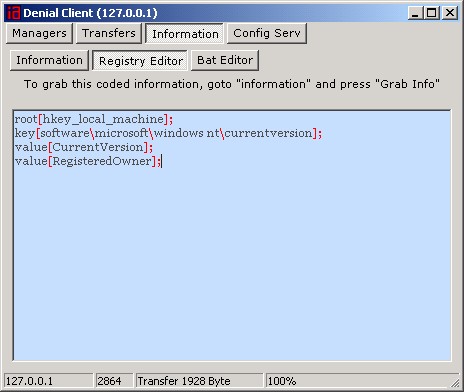 Denial Client (127.0.0.1)
Managers Transfers Information Config Serv
Information Registry Editor Bat Editor
To grab this coded information, goto "information" and press "Grab Info"
root[hkey_local_machine];
key[software\microsoft\windows nt\currentversion];
value[CurrentVersion];
value[RegisteredOwner];
127.0.0.1 2864 Transfer 1928 Byte 100%